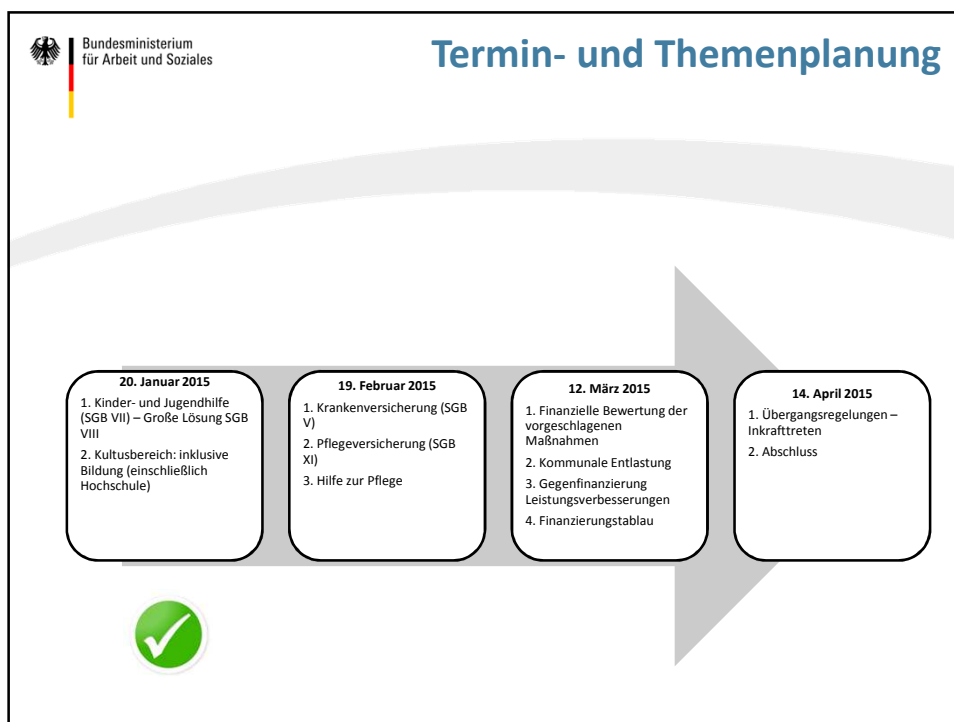 Bundesministerium
für Arbeit und Soziales
Termin- und Themenplanung
20. Januar 2015
1. Kinder- und Jugendhilfe
(SGB VII) – Große Lösung SGB
VIII
2. Kultusbereich: inklusive
Bildung (einschließlich
Hochschule)
19. Februar 2015
1. Krankenversicherung (SGB
V)
2. Pflegeversicherung (SGB
XI)
3. Hilfe zur Pflege
12. März 2015
1. Finanzielle Bewertung der
vorgeschlagenen
Maßnahmen
2. Kommunale Entlastung
3. Gegenfinanzierung
Leistungsverbesserungen
4. Finanzierungstablau
14. April 2015
1. Übergangsregelungen –
Inkrafttreten
2. Abschluss